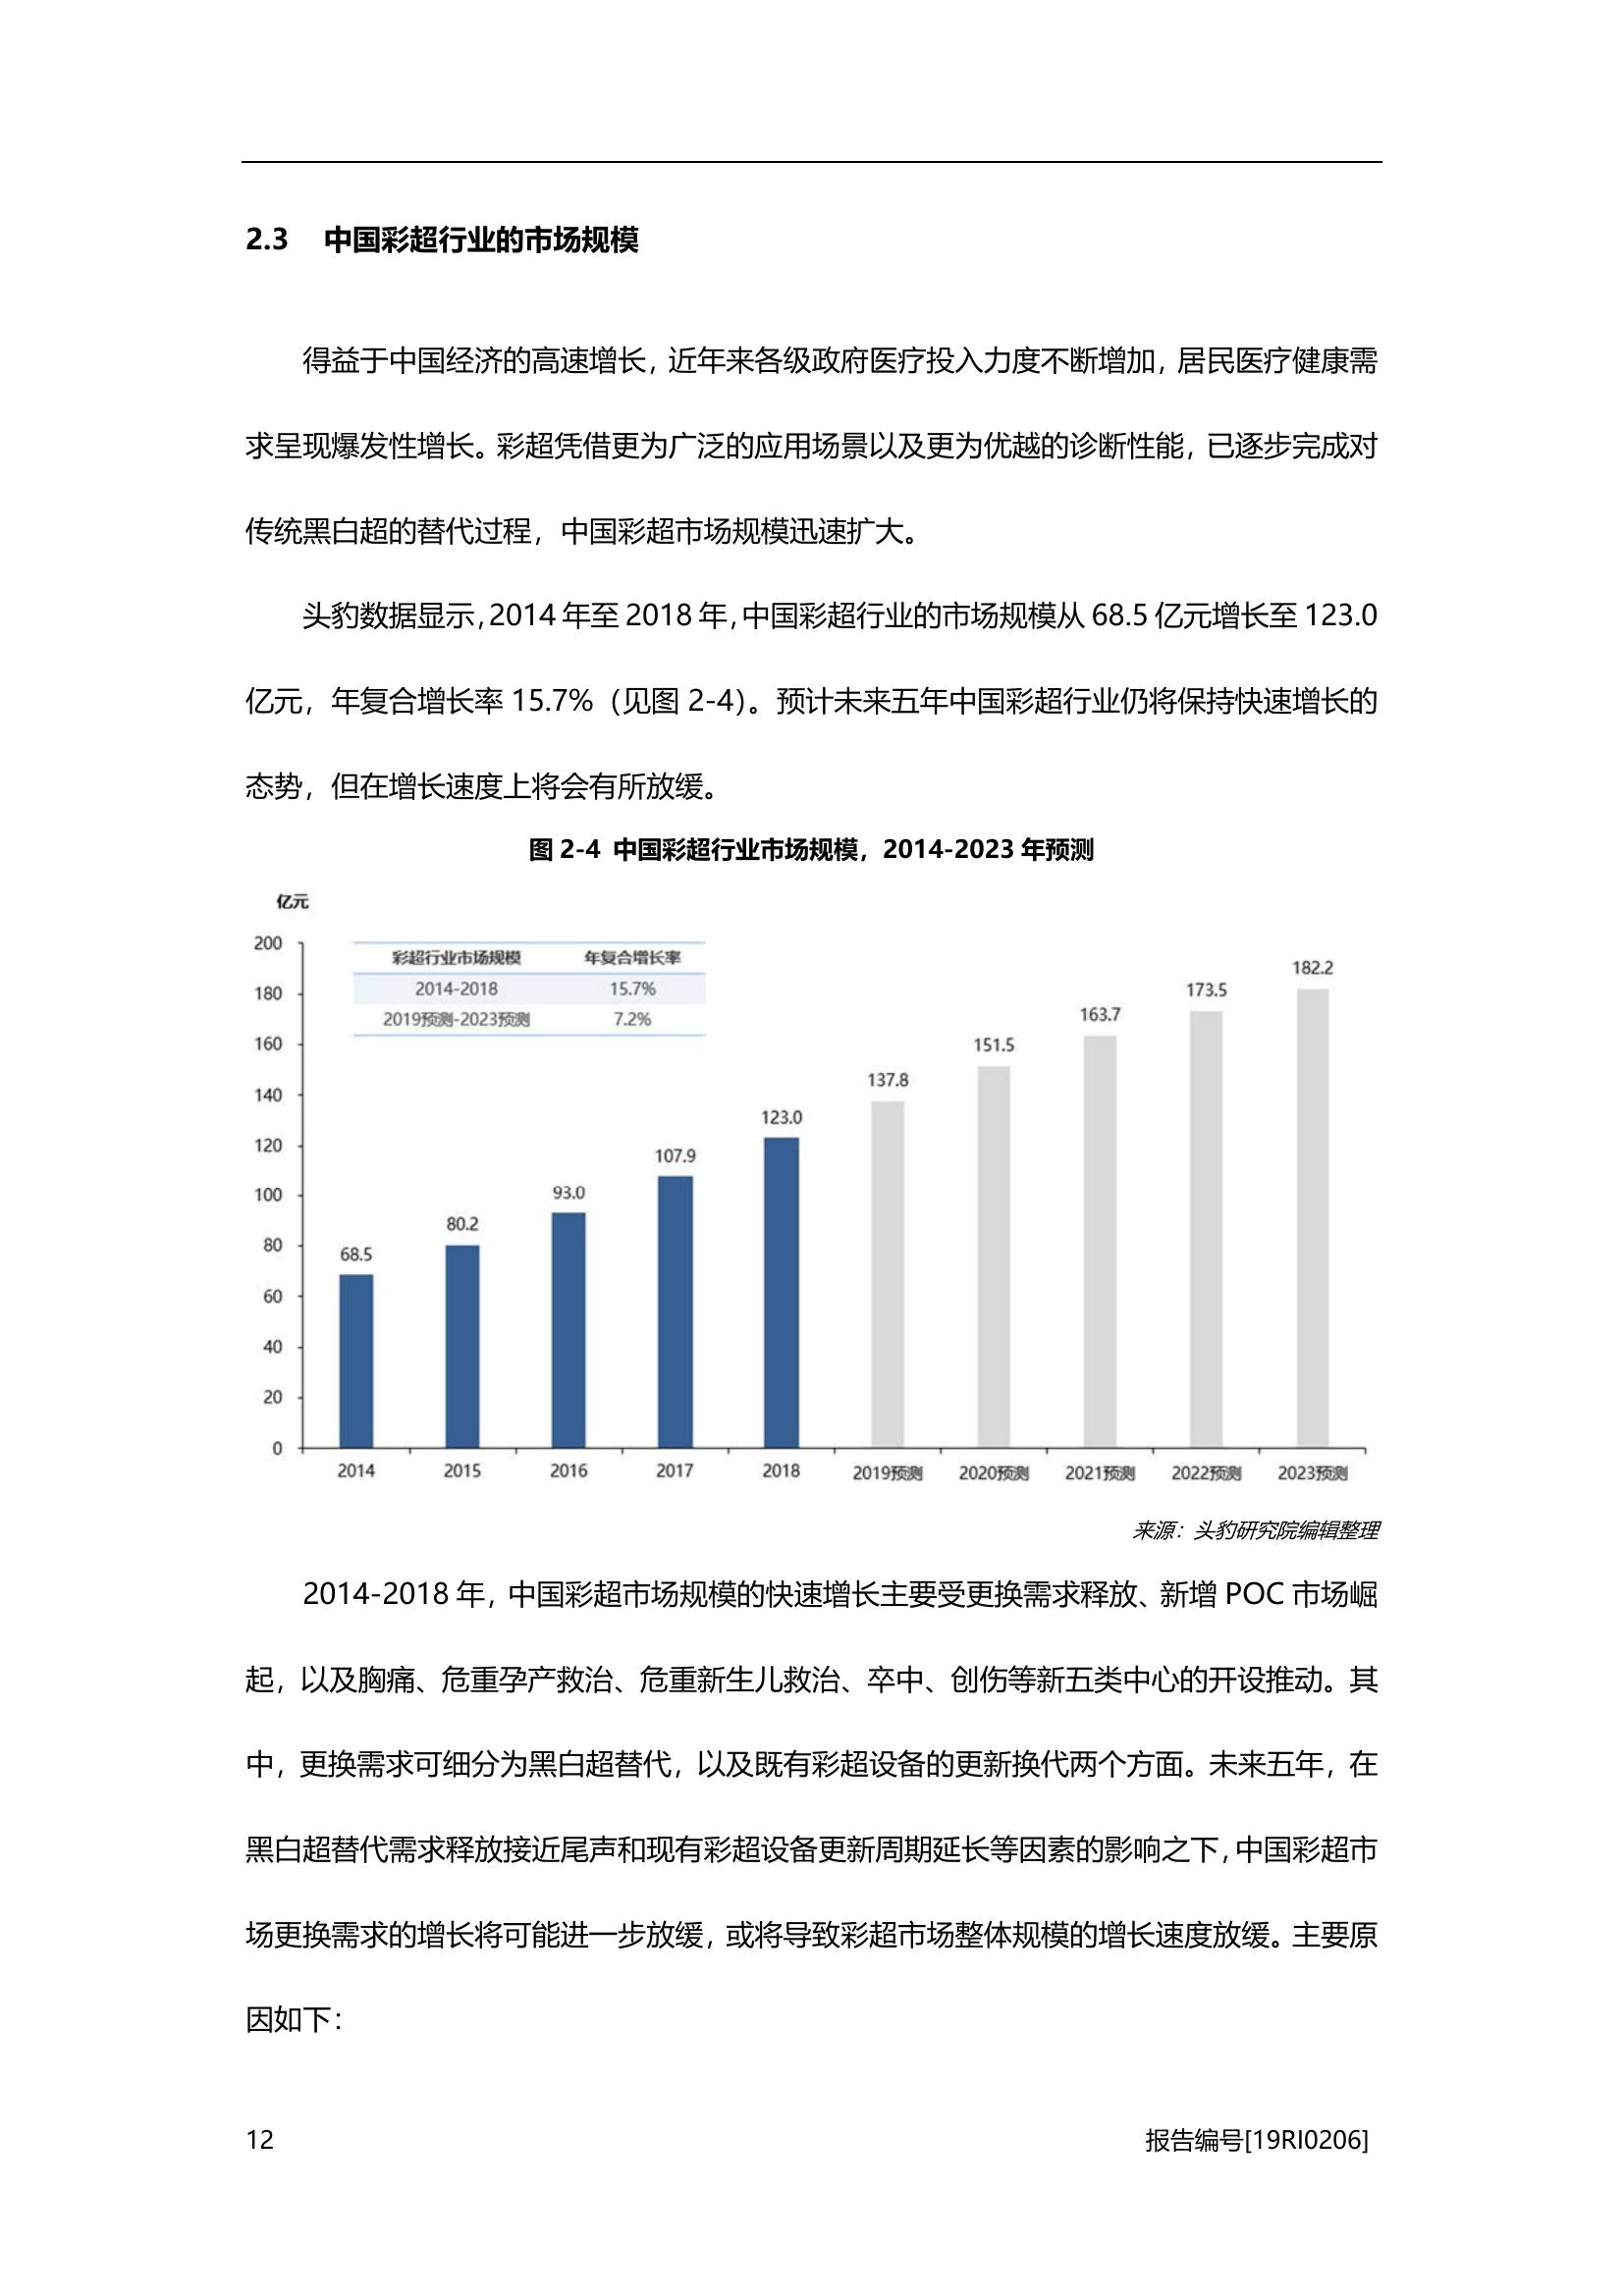 2.3 中国彩超行业的市场规模
得益于中国经济的高速增长，近年来各级政府医疗投入力度不断增加，居民医疗健康需
求呈现爆发性增长。彩超凭借更为广泛的应用场景以及更为优越的诊断性能，已逐步完成对
传统黑白超的替代过程，中国彩超市场规模迅速扩大。
头豹数据显示，2014 年至 2018 年，中国彩超行业的市场规模从 68.5 亿元增长至 123.0
亿元，年复合增长率 15.7%（见图 2-4）。预计未来五年中国彩超行业仍将保持快速增长的
态势，但在增长速度上将会有所放缓。
图 2-4 中国彩超行业市场规模，2014-2023 年预测
亿元
彩超行业市场规模 年复合增长率
2014-2018 15.7%
2019预测-2023预测 7.2%
200
180
160
140
120
100
80
60
40
20
0
68.5
80.2
93.0
107.9
123.0
137.8
151.5
163.7
173.5
182.2
2014 2015 2016 2017 2018 2019预测 2020预测 2021预测 2022预测 2023预测
来源：头豹研究院编辑整理
2014-2018 年，中国彩超市场规模的快速增长主要受更换需求释放、新增 POC 市场崛
起，以及胸痛、危重孕产救治、危重新生儿救治、卒中、创伤等新五类中心的开设推动。其
中，更换需求可细分为黑白超替代，以及既有彩超设备的更新换代两个方面。未来五年，在
黑白超替代需求释放接近尾声和现有彩超设备更新周期延长等因素的影响之下，中国彩超市
场更换需求的增长将可能进一步放缓，或将导致彩超市场整体规模的增长速度放缓。主要原
因如下：
12 报告编号[19RI0206]